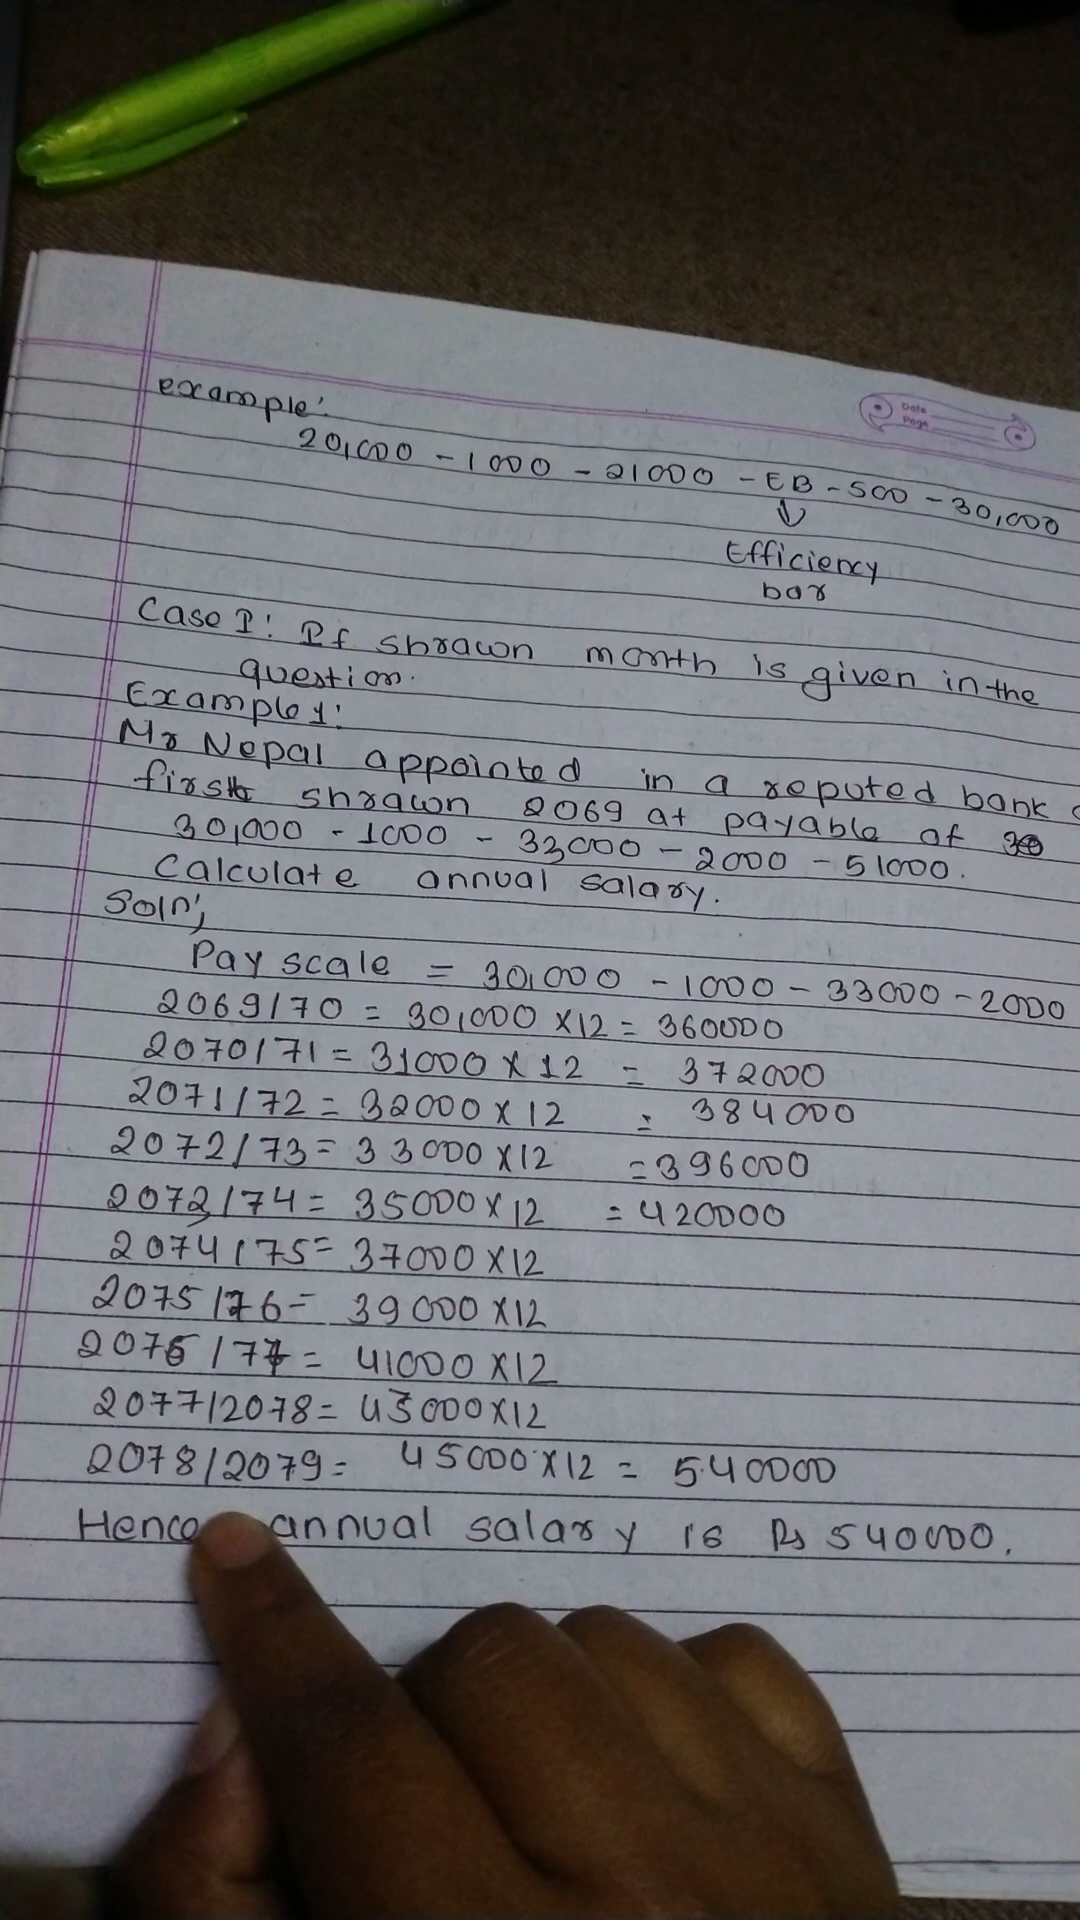 Date
Page
example:
20,000 - 1000 - 21000 - EB - 500 - 30,000
Efficiency
bar
Case I: If shrawn month is given in the
question.
Example 1:
Mr Nepal appointed in a reputed bank
first shrawn 2069 at payable of
30,000 - 1000 - 33000 - 2000 - 51000.
Calculate annual salary.
Soln;
Pay scale = 30,000 - 1000 - 33000 - 2000
2069/70 = 30,000 x 12 = 360000
2070/71 = 31000 x 12 = 372000
2071/72 = 32000 x 12 = 384000
2072/73 = 33000 x 12 = 396000
2073/74 = 35000 x 12 = 420000
2074/75 = 37000 x 12
2075/76 = 39000 x 12
2076/77 = 41000 x 12
2077/2078 = 43000 x 12
2078/2079 = 45000 x 12 = 540000
Hence annual salary is Rs 540000.